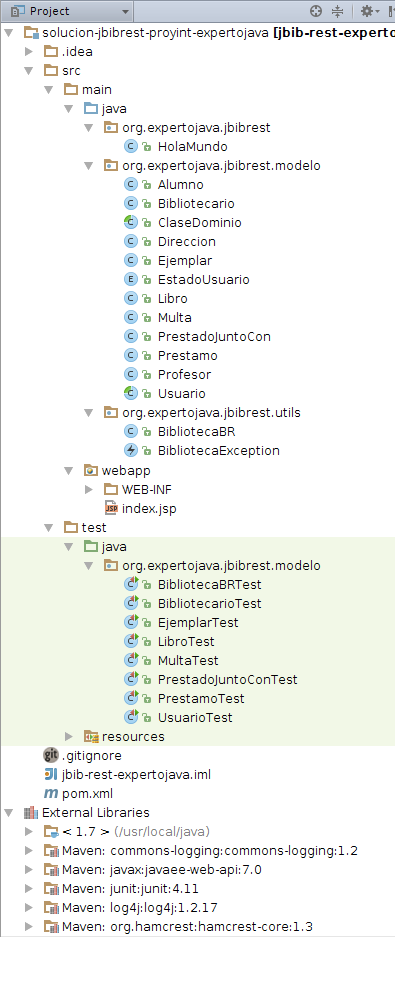 Project
solucion-jbibrest-proyint-expertojava [jbib-rest-experto
.idea
src
main
java
org.expertojava.jbibrest
HolaMundo
org.expertojava.jbibrest.modelo
Alumno
Bibliotecario
ClaseDominio
Direccion
Ejemplar
EstadoUsuario
Libro
Multa
PrestadoJuntoCon
Prestamo
Profesor
Usuario
org.expertojava.jbibrest.utils
BibliotecaBR
BibliotecaException
webapp
WEB-INF
index.jsp
test
java
org.expertojava.jbibrest.modelo
BibliotecaBRTest
BibliotecarioTest
EjemplarTest
LibroTest
MultaTest
PrestadoJuntoConTest
PrestamoTest
UsuarioTest
resources
.gitignore
jbib-rest-expertojava.iml
pom.xml
External Libraries
< 1.7 > (/usr/local/java)
Maven: commons-logging:commons-logging:1.2
Maven: javax:javaee-web-api:7.0
Maven: junit:junit:4.11
Maven: log4j:log4j:1.2.17
Maven: org.hamcrest:hamcrest-core:1.3